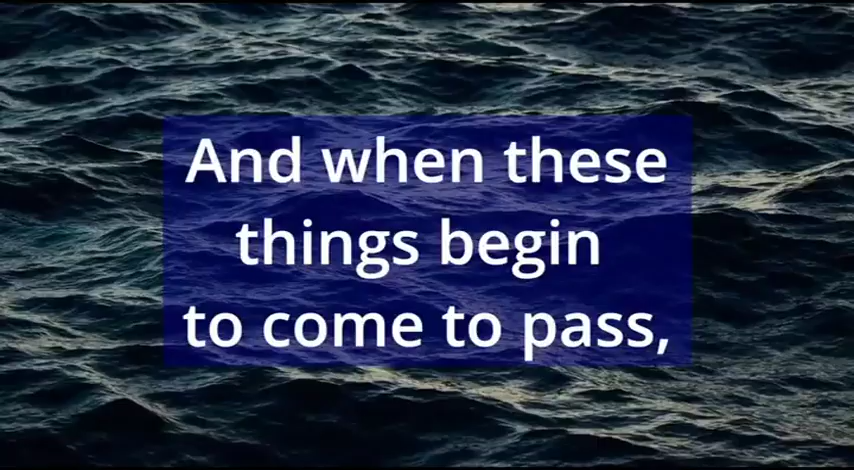 And when these
things begin
to come to pass,